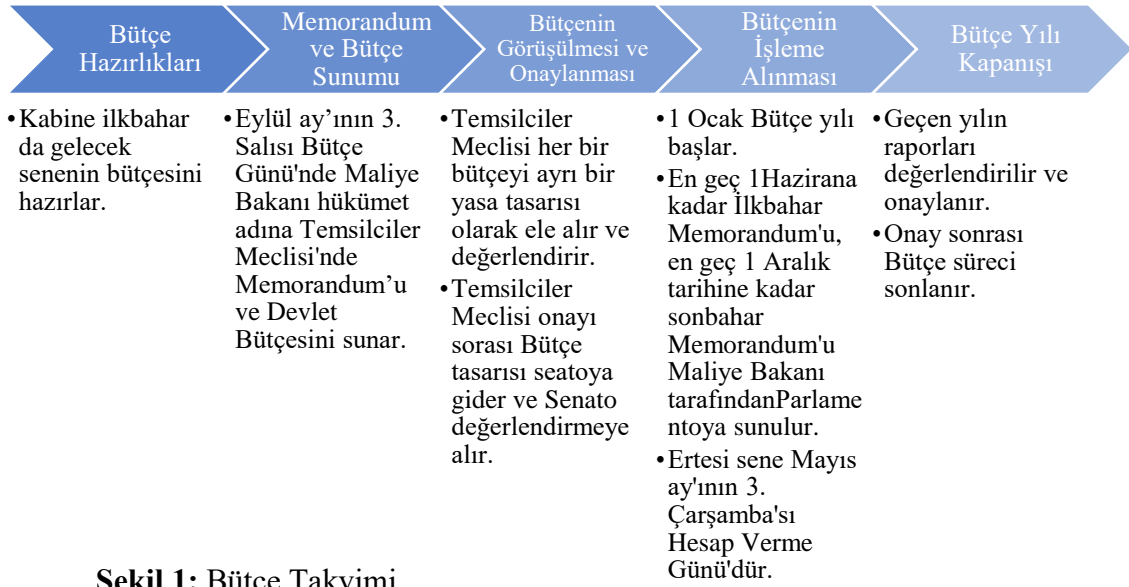 Bütçe
Hazırlıkları
Memorandum
ve Bütçe
Sunumu
Bütçenin
Görüşülmesi ve
Onaylanması
Bütçenin
İşleme
Alınması
Bütçe Yılı
Kapanışı
•Kabine ilkbahar
da gelecek
senenin bütçesini
hazırlar.
•Eylül ay’ının 3.
Salısı Bütçe
Günü'nde Maliye
Bakanı hükümet
adına Temsilciler
Meclisi'nde
Memorandum’u
ve Devlet
Bütçesini sunar.
•Temsilciler
Meclisi her bir
bütçeyi ayrı bir
yasa tasarısı
olarak ele alır ve
değerlendirir.
•Temsilciler
Meclisi onayı
sorası Bütçe
tasarısı seatoya
gider ve Senato
değerlendirmeye
alır.
•1 Ocak Bütçe yılı
başlar.
•En geç 1Hazirana
kadar İlkbahar
Memorandum'u,
en geç 1 Aralık
tarihine kadar
sonbahar
Memorandum'u
Maliye Bakanı
tarafındanParlame
ntoya sunulur.
•Ertesi sene Mayıs
ay'ının 3.
Çarşamba'sı
Hesap Verme
Günü'dür.
•Geçen yılın
raporları
değerlendirilir ve
onaylanır.
•Onay sonrası
Bütçe süreci
sonlanır.
Şekil 1: Bütçe Takvimi